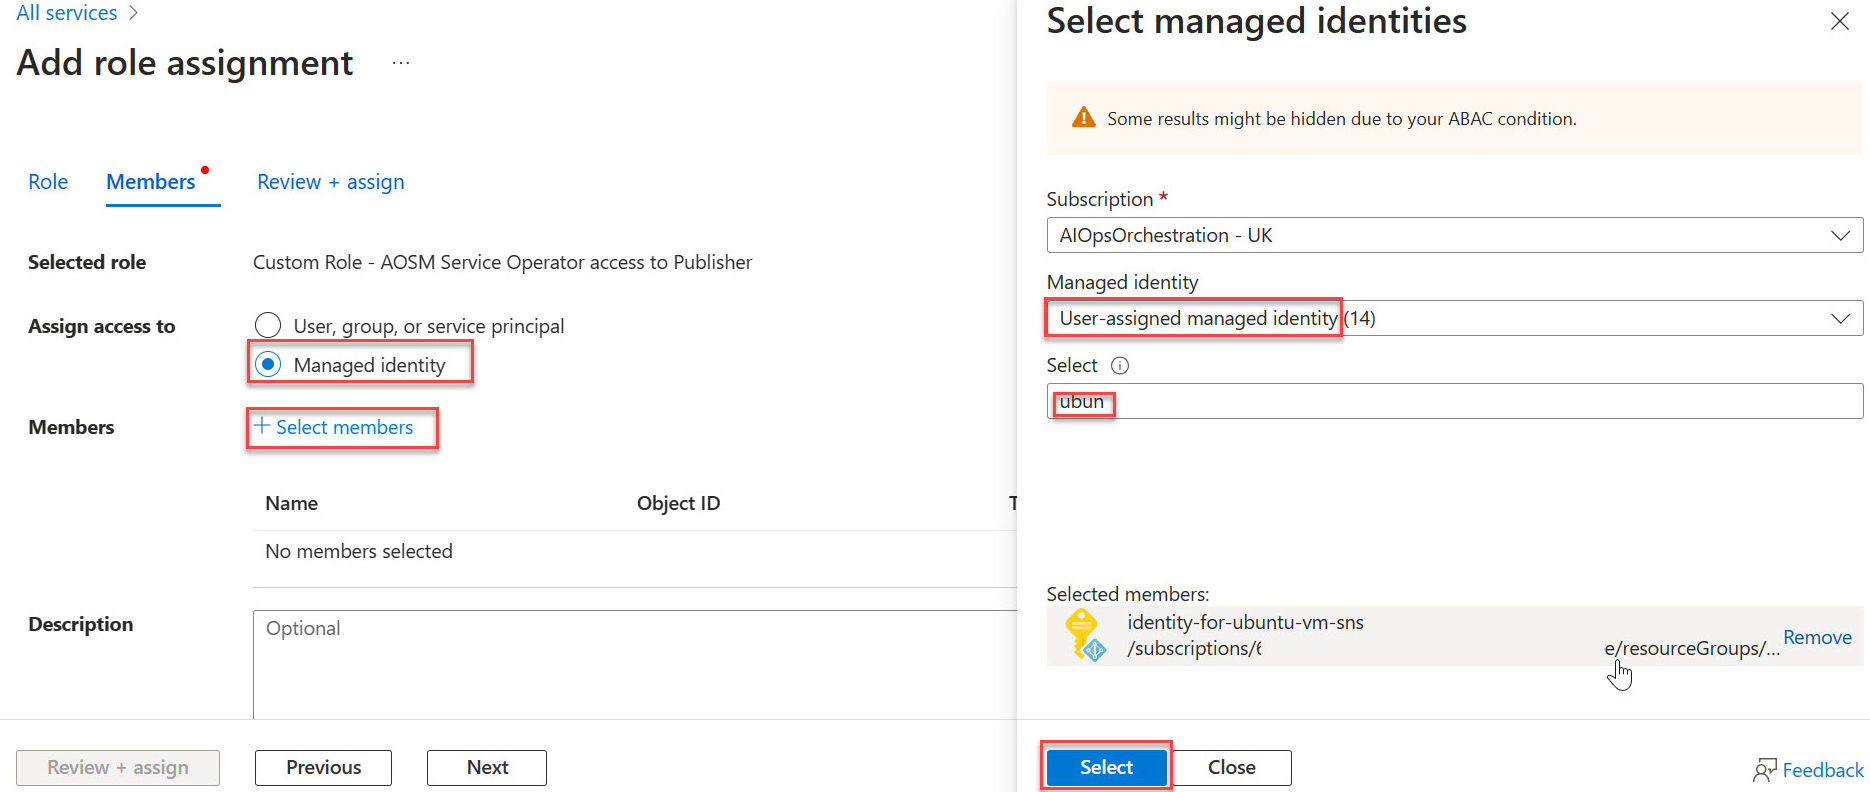 All services >
Add role assignment ...
Role
Members
Review + assign
Selected role
Custom Role - AOSM Service Operator access to Publisher
Assign access to
User, group, or service principal
Managed identity
Members
+ Select members
Name
Object ID
T
No members selected
Description
Optional
Review + assign
Previous
Next
Select managed identities
Some results might be hidden due to your ABAC condition.
Subscription *
AIOpsOrchestration - UK
Managed identity
User-assigned managed identity (14)
Select
ubun
Selected members:
identity-for-ubuntu-vm-sns
/subscriptions/6 e/resourceGroups/...
Remove
Select
Close
Feedback